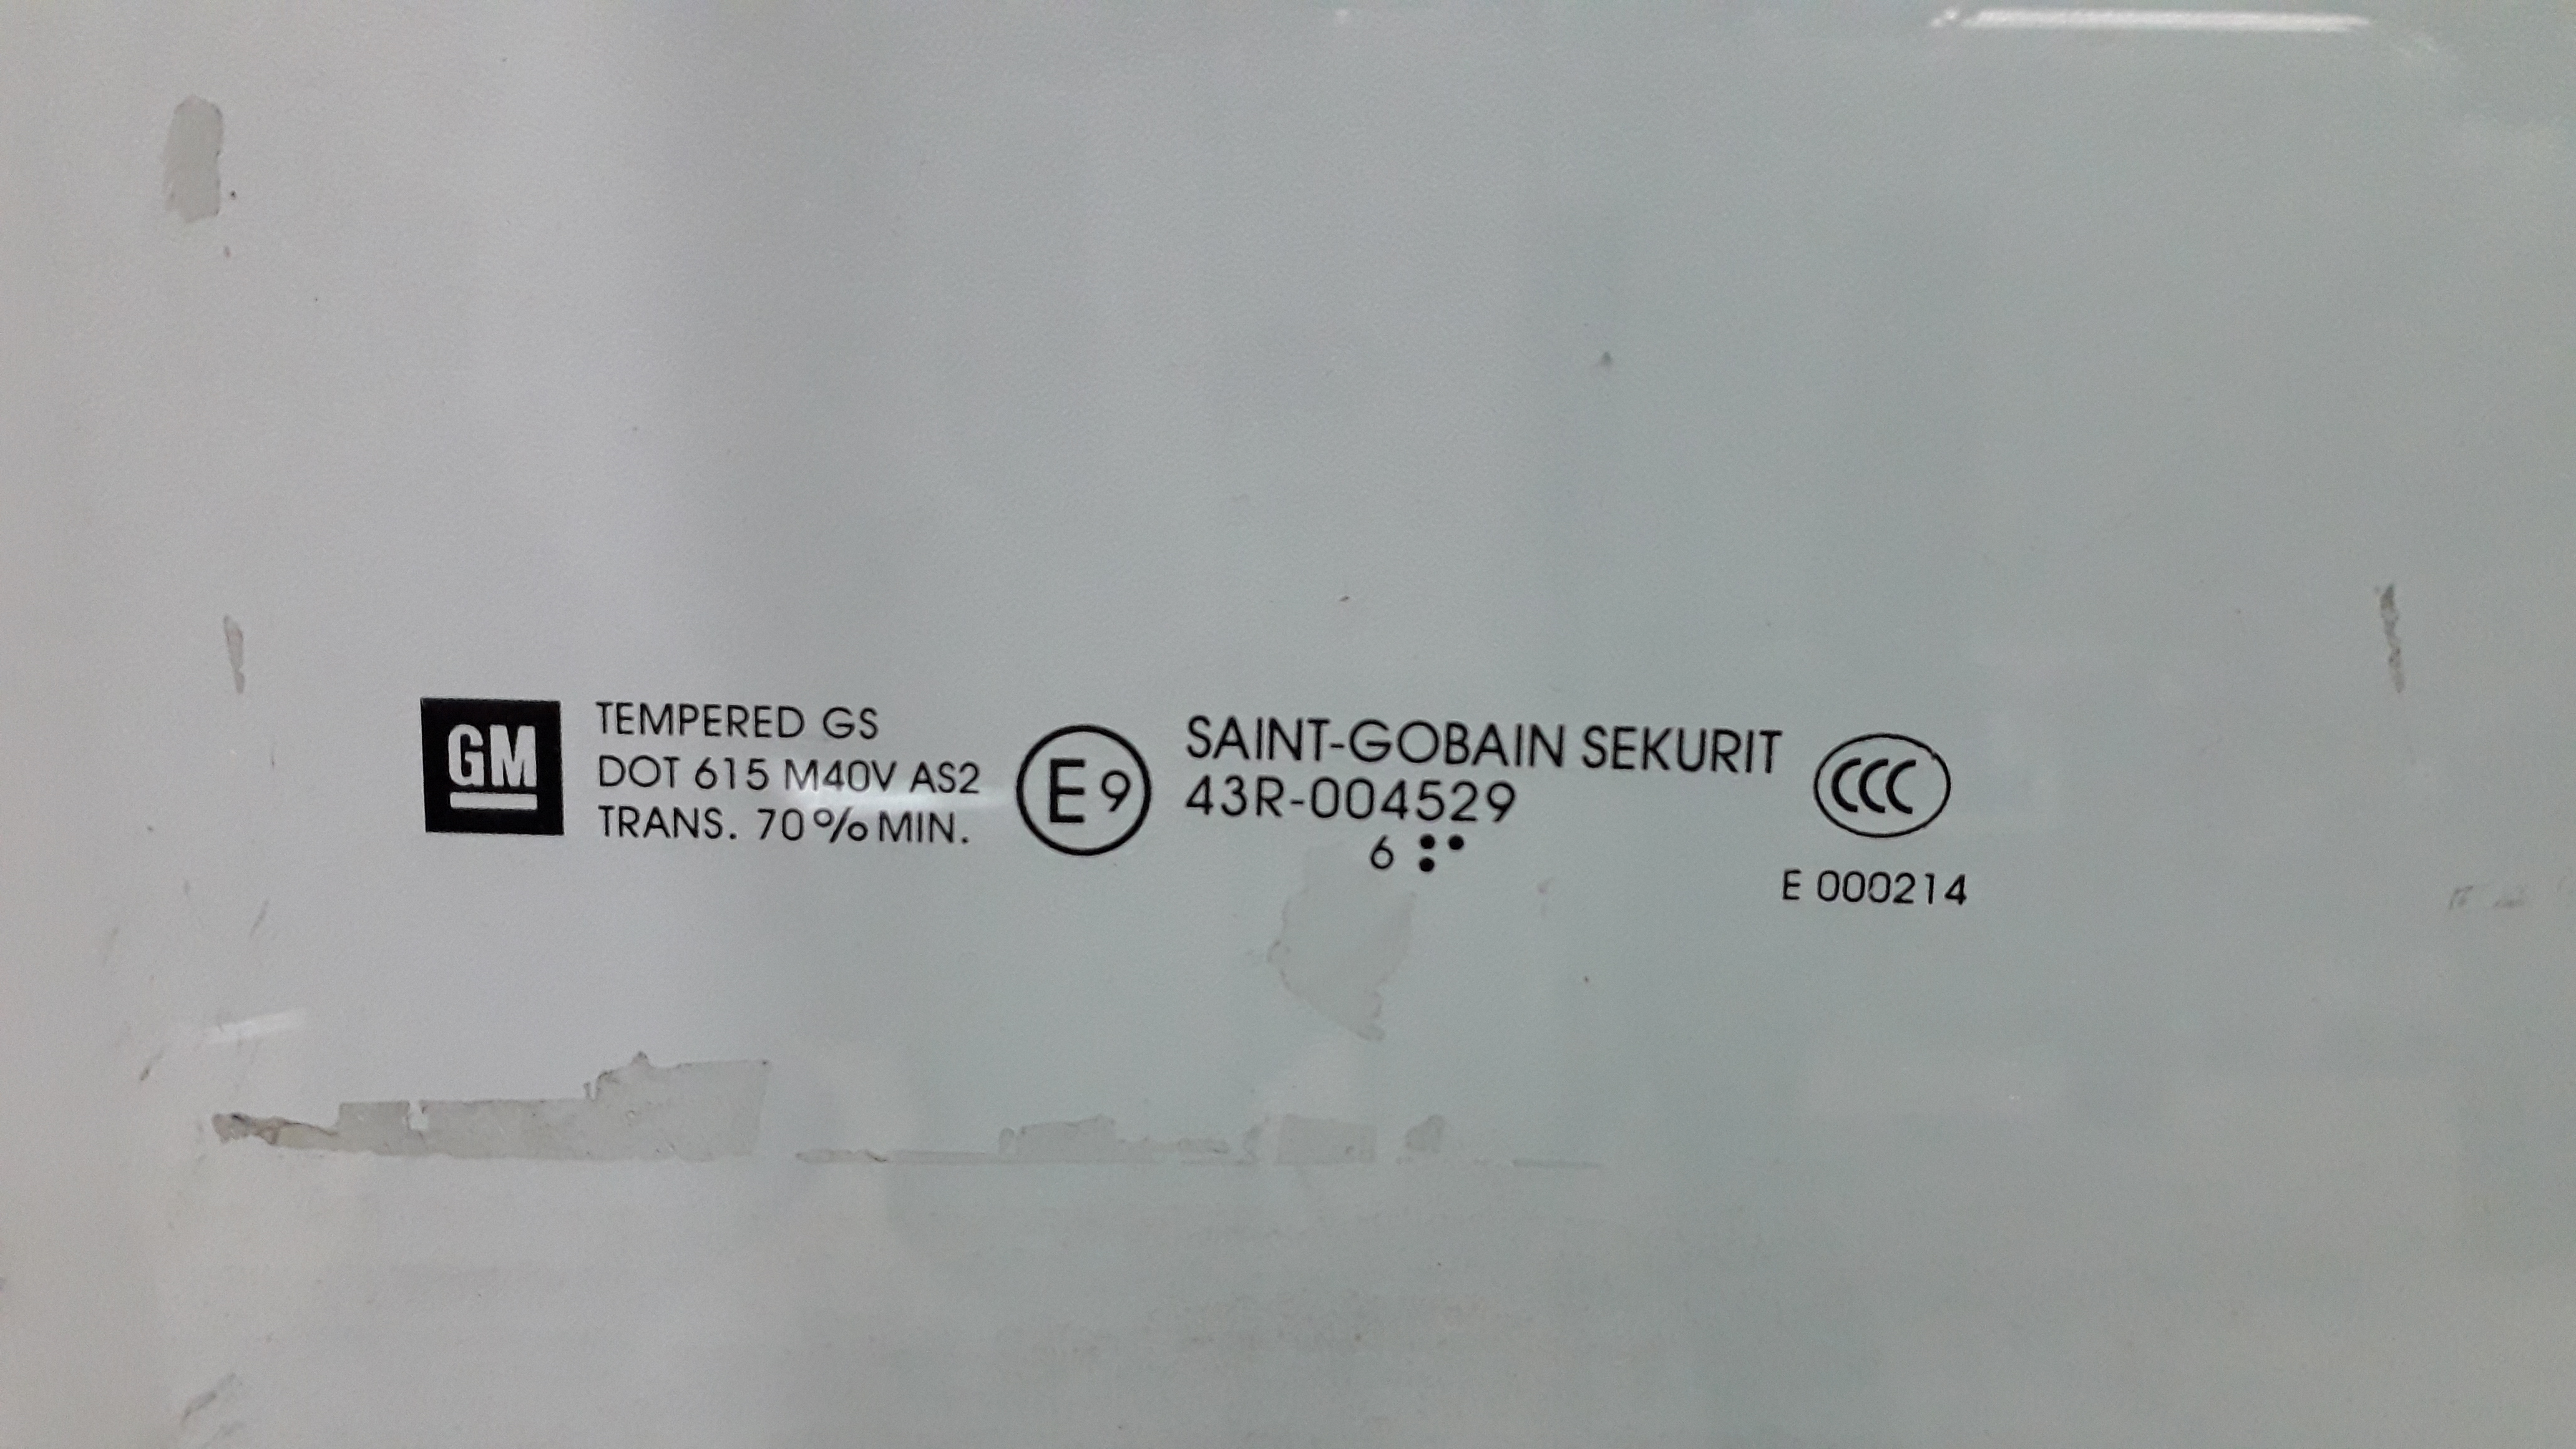 GM
TEMPERED GS
DOT 615 M40V AS2
TRANS. 70% MIN.
E9
SAINT-GOBAIN SEKURIT
43R-004529
6
CCC
E 000214